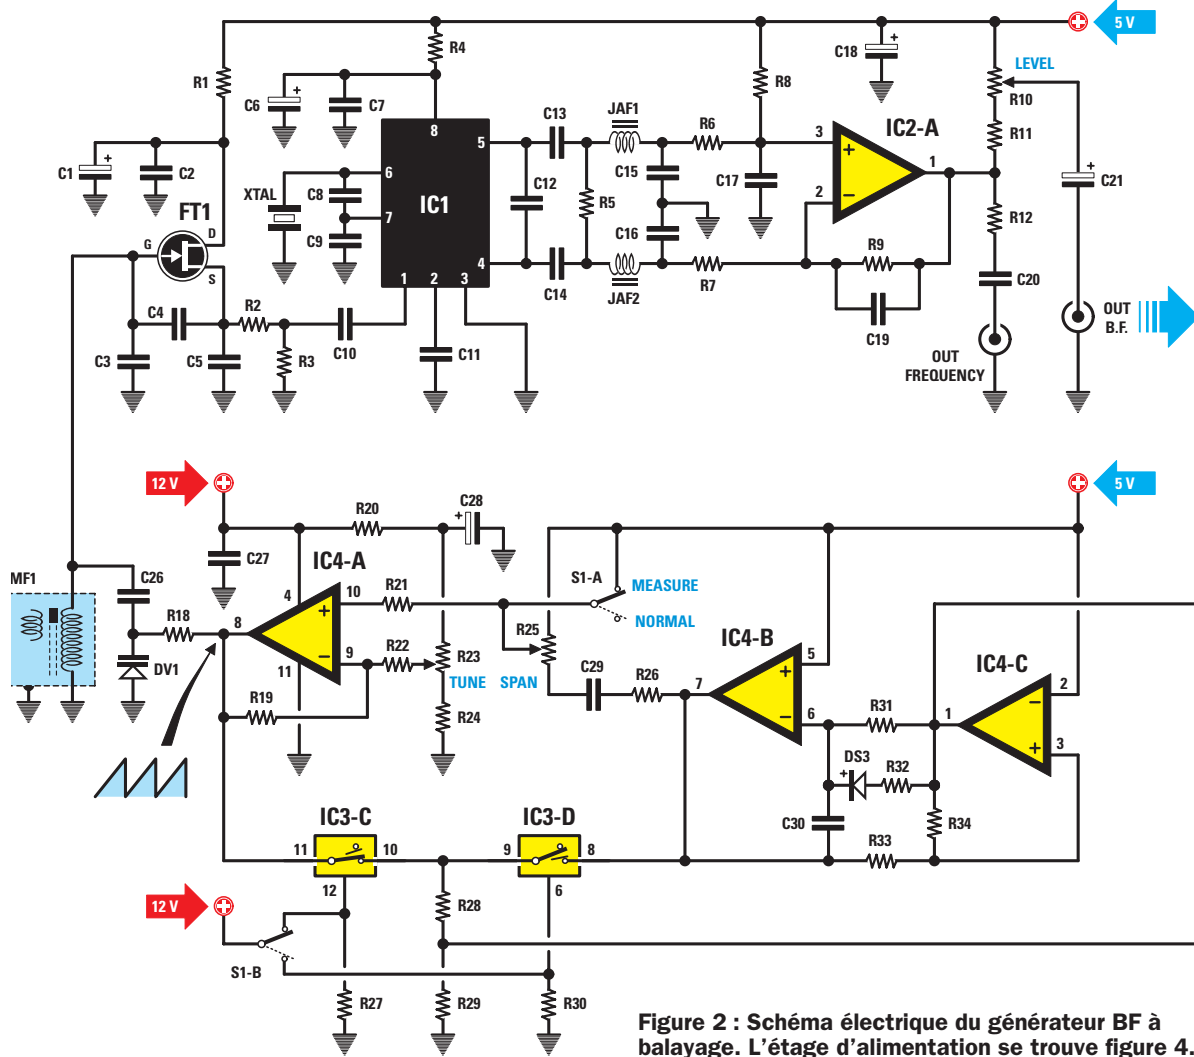 5 V
R4
C18
LEVEL
R1
R8
R10
C6
C7
C13
JAF1
IC2-A
R11
8
5
R6
3
1
C1
C2
6
C12
C15
C17
2
C21
XTAL
C8
IC1
R5
FT1
7
D
G
S
C9
C16
R9
R12
4
1
2
3
C14
JAF2
R7
C20
R2
C4
C19
OUT
B.F.
C3
C5
R3
C10
C11
OUT
FREQUENCY
12 V
5 V
R20
C28
C27
IC4-A
MF1
C26
S1-A
MEASURE
4
10
R21
NORMAL
R18
8
R25
IC4-B
R22
9
R23
5
IC4-C
DV1
11
C29
R26
TUNE
SPAN
7
2
R19
R24
6
R31
1
3
DS3
R32
IC3-C
IC3-D
C30
R34
R33
11
10
9
8
12
6
12 V
R28
S1-B
R27
R29
R30
Figure 2 : Schéma électrique du générateur BF à
balayage. L'étage d'alimentation se trouve figure 4.